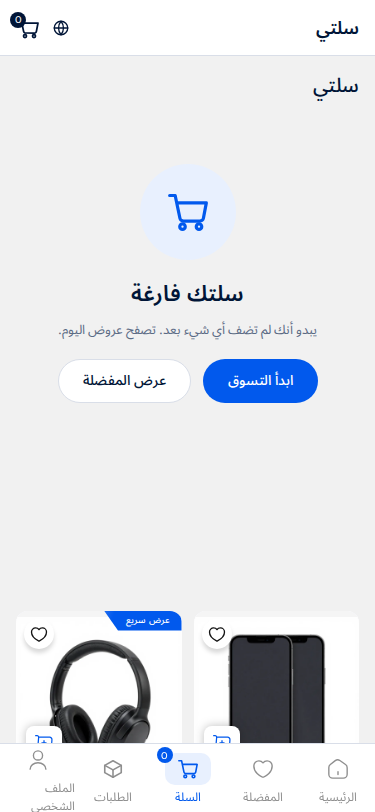 سلتي
0
سلتي
سلتك فارغة
يبدو أنك لم تضف أي شيء بعد. تصفح عروض اليوم.
ابدأ التسوق
عرض المفضلة
عرض سريع
الرئيسية
المفضلة
0
السلة
الطلبات
الملف
الشخصي